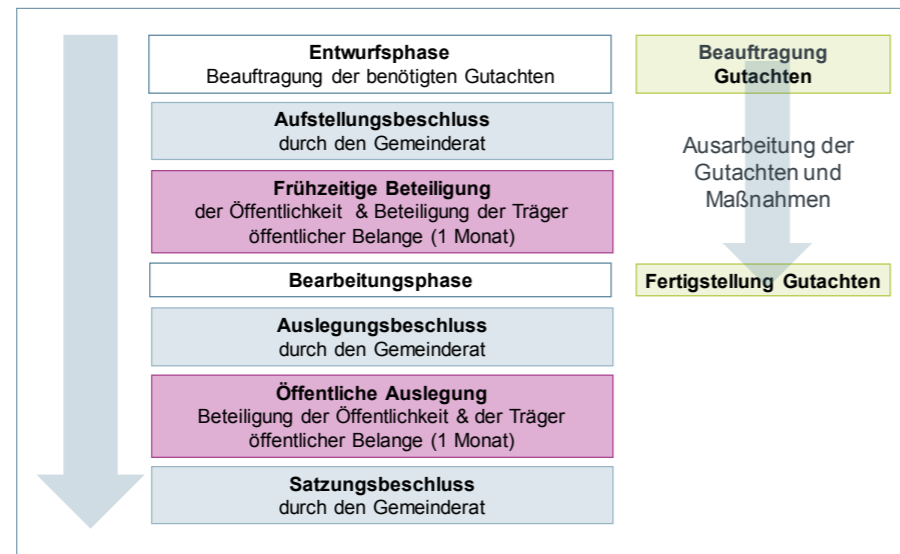 Entwurfsphase
Beauftragung der benötigten Gutachten
Aufstellungsbeschluss
durch den Gemeinderat
Frühzeitige Beteiligung
der Öffentlichkeit & Beteiligung der Träger
öffentlicher Belange (1 Monat)
Bearbeitungsphase
Auslegungsbeschluss
durch den Gemeinderat
Öffentliche Auslegung
Beteiligung der Öffentlichkeit & der Träger
öffentlicher Belange (1 Monat)
Satzungsbeschluss
durch den Gemeinderat
Beauftragung
Gutachten
Ausarbeitung der
Gutachten und
Maßnahmen
Fertigstellung Gutachten